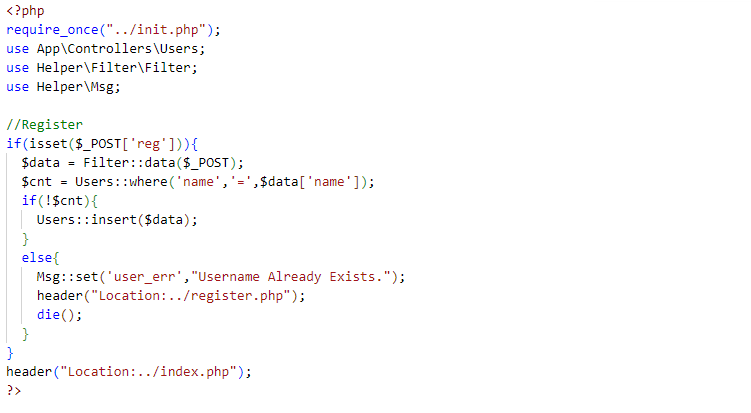 <?php
require_once("../init.php");
use App\Controllers\Users;
use Helper\Filter\Filter;
use Helper\Msg;

//Register
if(isset($_POST['reg'])){
  $data = Filter::data($_POST);
  $cnt = Users::where('name','=',$data['name']);
  if(!$cnt){
    Users::insert($data);
  }
  else{
    Msg::set('user_err',"Username Already Exists.");
    header("Location:../register.php");
    die();
  }
}
header("Location:../index.php");
?>